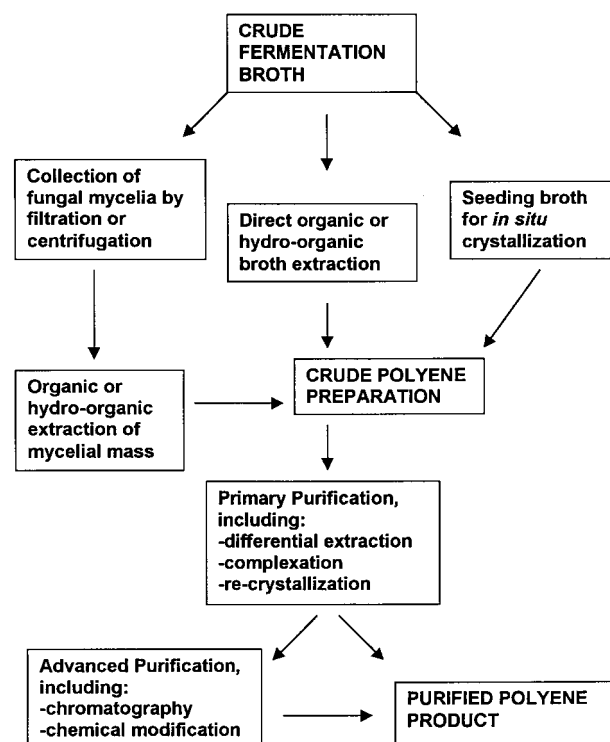 CRUDE
FERMENTATION
BROTH
Collection of
fungal mycelia by
filtration or
centrifugation
Direct organic or
hydro-organic
broth extraction
Seeding broth
for in situ
crystallization
Organic or
hydro-organic
extraction of
mycelial mass
CRUDE POLYENE
PREPARATION
Primary Purification,
including:
-differential extraction
-complexation
-re-crystallization
Advanced Purification,
including:
-chromatography
-chemical modification
PURIFIED POLYENE
PRODUCT